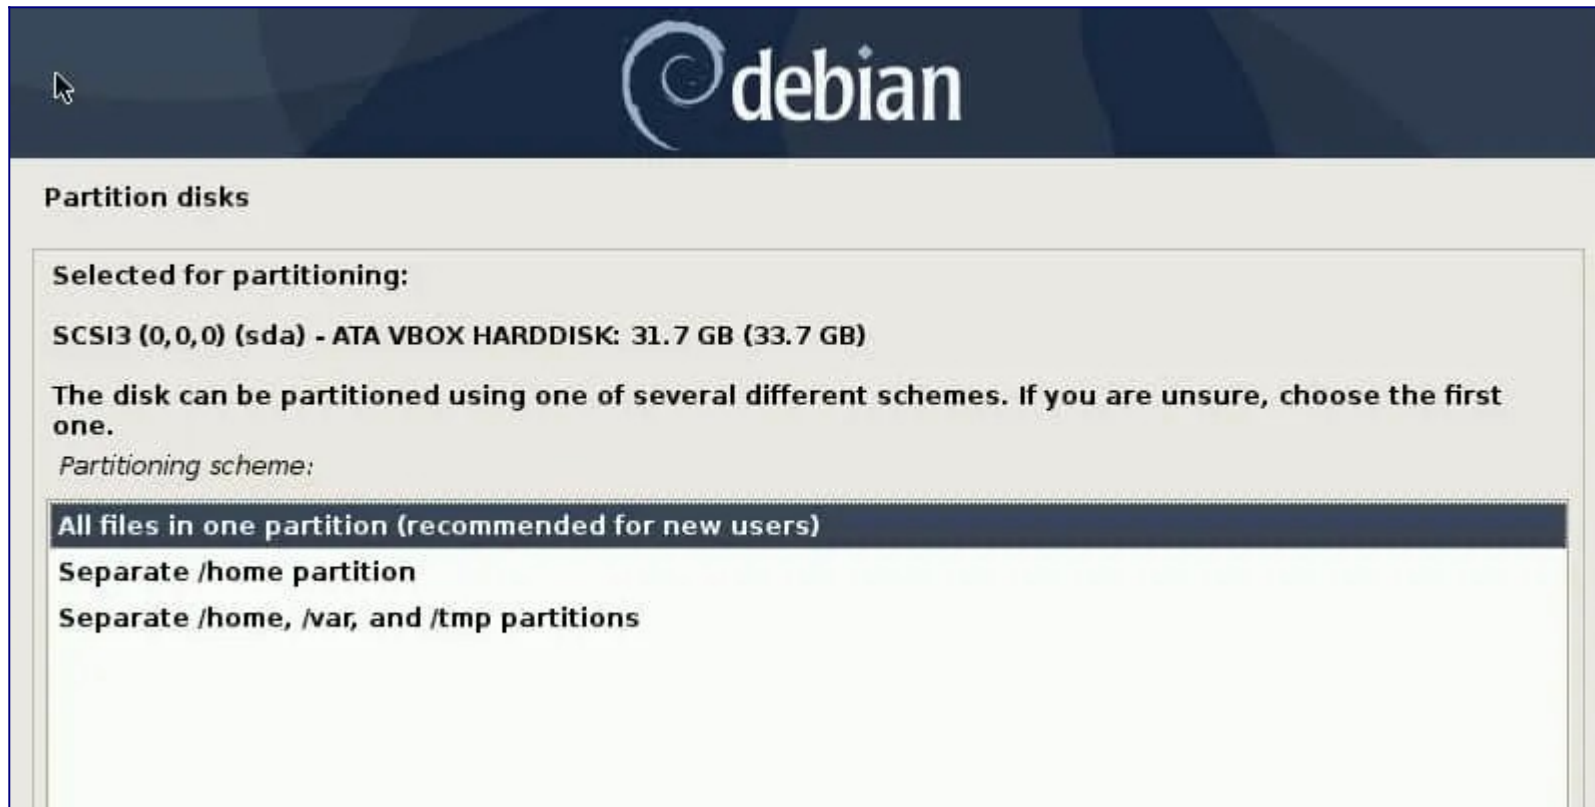 debian
Partition disks
Selected for partitioning:
SCSI3 (0,0,0) (sda) - ATA VBOX HARDDISK: 31.7 GB (33.7 GB)
The disk can be partitioned using one of several different schemes. If you are unsure, choose the first
one.
Partitioning scheme:
All files in one partition (recommended for new users)
Separate /home partition
Separate /home, /var, and /tmp partitions